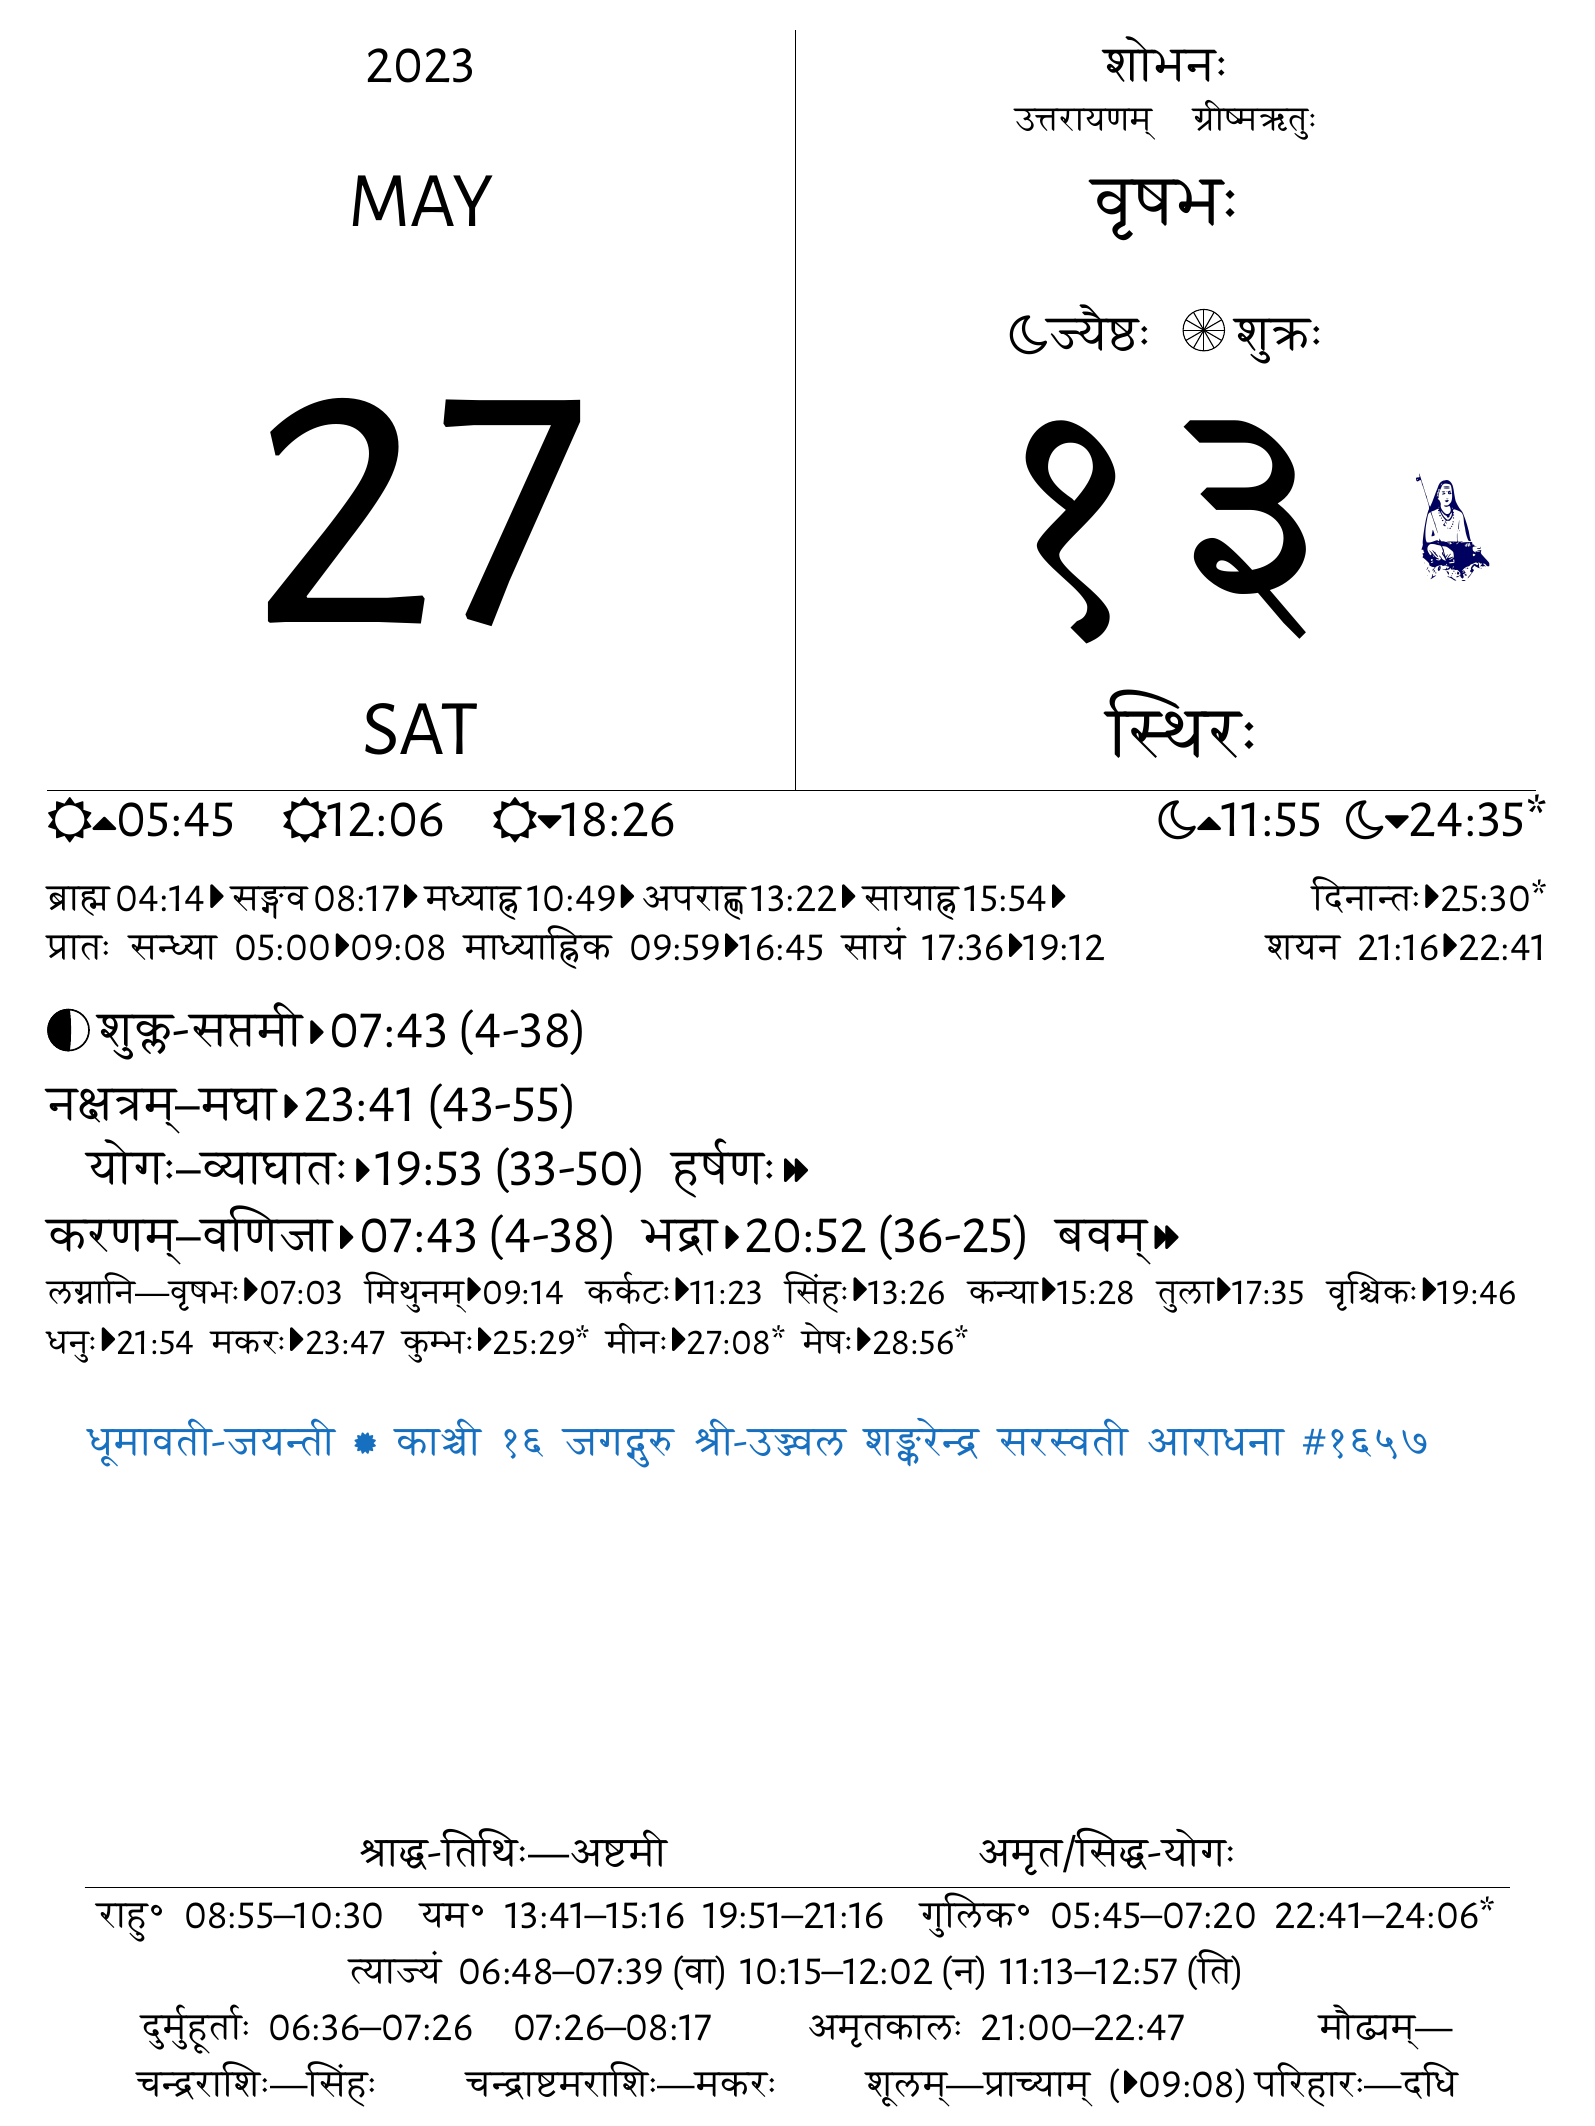 2023
MAY
27
SAT
शोभनः
उत्तरायणम् ग्रीष्मऋतुः
वृषभः
ज्यैष्ठः शुक्रः
१३
स्थिरः
05:45 12:06 18:26 11:55 24:35*
ब्राह्म 04:14 सङ्गव 08:17 मध्याह्न 10:49 अपराह्ण 13:22 सायाह्न 15:54 दिनान्तः 25:30*
प्रातः सन्ध्या 05:00 09:08 माध्याह्निक 09:59 16:45 सायं 17:36 19:12 शयन 21:16 22:41
शुक्ल-सप्तमी 07:43 (4-38)
नक्षत्रम्–मघा 23:41 (43-55)
योगः–व्याघातः 19:53 (33-50) हर्षणः
करणम्–वणिजा 07:43 (4-38) भद्रा 20:52 (36-25) बवम्
लग्नानि—वृषभः 07:03 मिथुनम् 09:14 कर्कटः 11:23 सिंहः 13:26 कन्या 15:28 तुला 17:35 वृश्चिकः 19:46
धनुः 21:54 मकरः 23:47 कुम्भः 25:29* मीनः 27:08* मेषः 28:56*
धूमावती-जयन्ती काञ्ची १६ जगद्गुरु श्री-उज्ज्वल शङ्करेन्द्र सरस्वती आराधना #१६५७
श्राद्ध-तिथिः—अष्टमी अमृत/सिद्ध-योगः
राहु॰ 08:55–10:30 यम॰ 13:41–15:16 19:51–21:16 गुलिक॰ 05:45–07:20 22:41–24:06*
त्याज्यं 06:48–07:39 (वा) 10:15–12:02 (न) 11:13–12:57 (ति)
दुर्मुहूर्ताः 06:36–07:26 07:26–08:17 अमृतकालः 21:00–22:47 मौढ्यम्—
चन्द्रराशिः—सिंहः चन्द्राष्टमराशिः—मकरः शूलम्—प्राच्याम् (09:08) परिहारः—दधि